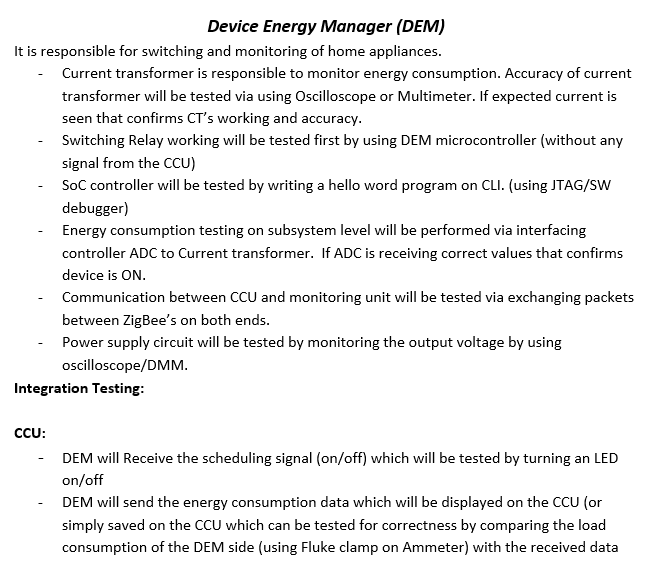 Device Energy Manager (DEM)
It is responsible for switching and monitoring of home appliances.
- Current transformer is responsible to monitor energy consumption. Accuracy of current
transformer will be tested via using Oscilloscope or Multimeter. If expected current is
seen that confirms CT's working and accuracy.
- Switching Relay working will be tested first by using DEM microcontroller (without any
signal from the CCU)
- SoC controller will be tested by writing a hello word program on CLI. (using JTAG/SW
debugger)
- Energy consumption testing on subsystem level will be performed via interfacing
controller ADC to Current transformer.  If ADC is receiving correct values that confirms
device is ON.
- Communication between CCU and monitoring unit will be tested via exchanging packets
between ZigBee's on both ends.
- Power supply circuit will be tested by monitoring the output voltage by using
oscilloscope/DMM.
Integration Testing:
CCU:
- DEM will Receive the scheduling signal (on/off) which will be tested by turning an LED
on/off
- DEM will send the energy consumption data which will be displayed on the CCU (or
simply saved on the CCU which can be tested for correctness by comparing the load
consumption of the DEM side (using Fluke clamp on Ammeter) with the received data